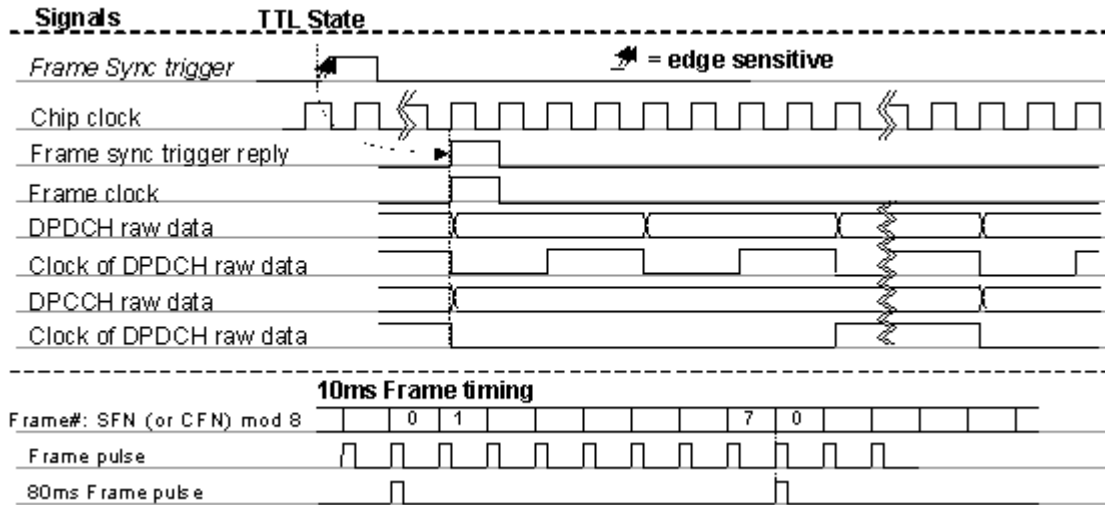 Signals TTL State
Frame Sync trigger = edge sensitive
Chip clock
Frame sync trigger reply
Frame clock
DPDCH raw data
Clock of DPDCH raw data
DPCCH raw data
Clock of DPDCH raw data
10ms Frame timing
Frame#: SFN (or CFN) mod 8 0 1 7 0
Frame pulse
80ms Frame pulse